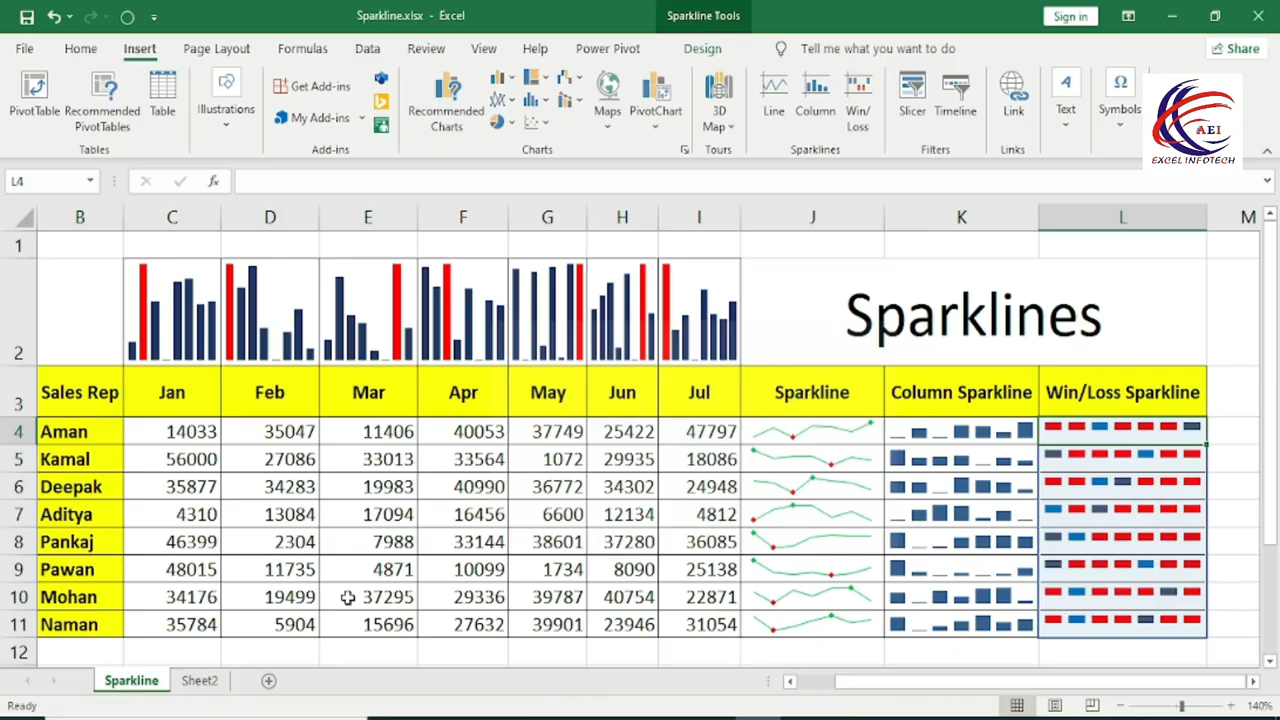 Sparkline.xlsx - Excel
Sparkline Tools
Sign in
File Home Insert Page Layout Formulas Data Review View Help Power Pivot Design Tell me what you want to do Share
PivotTable
Recommended
PivotTables
Table
Tables
Illustrations
Get Add-ins
My Add-ins
Add-ins
Recommended
Charts
Maps
PivotChart
Charts
3D
Map
Tours
Line
Column
Win/
Loss
Sparklines
Slicer
Timeline
Filters
Link
Links
Text
Symbols
AEI
EXCEL INFOTECH
L4 fx
B C D E F G H I J K L M
1
2 Sparklines
3 Sales Rep Jan Feb Mar Apr May Jun Jul Sparkline Column Sparkline Win/Loss Sparkline
4 Aman 14033 35047 11406 40053 37749 25422 47797
5 Kamal 56000 27086 33013 33564 1072 29935 18086
6 Deepak 35877 34283 19983 40990 36772 34302 24948
7 Aditya 4310 13084 17094 16456 6600 12134 4812
8 Pankaj 46399 2304 7988 33144 38601 37280 36085
9 Pawan 48015 11735 4871 10099 1734 8090 25138
10 Mohan 34176 19499 37295 29336 39787 40754 22871
11 Naman 35784 5904 15696 27632 39901 23946 31054
12
Sparkline Sheet2
Ready
140%